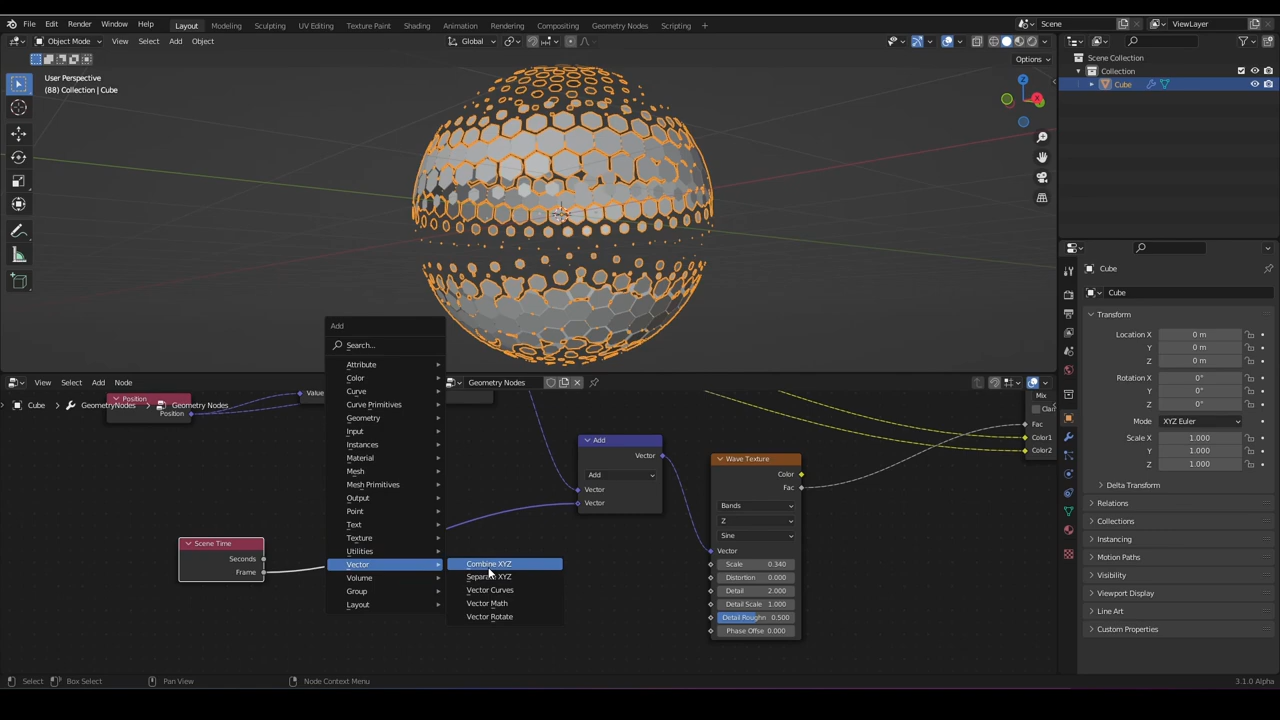 File Edit Render Window Help Layout Modeling Sculpting UV Editing Texture Paint Shading Animation Rendering Compositing Geometry Nodes Scripting + Scene ViewLayer
Object Mode View Select Add Object Global
Options
User Perspective
(88) Collection | Cube
Z
X
Scene Collection
Collection
Cube
Cube
Cube
Transform
Location X 0 m
Y 0 m
Z 0 m
Rotation X 0°
Y 0°
Z 0°
Mode XYZ Euler
Scale X 1.000
Y 1.000
Z 1.000
Delta Transform
Relations
Collections
Instancing
Motion Paths
Visibility
Viewport Display
Line Art
Custom Properties
View Select Add Node Geometry Nodes
Cube GeometryNodes Geometry Nodes
Position
Position
Value
Scene Time
Seconds
Frame
Add
Search...
Attribute
Color
Curve
Curve Primitives
Geometry
Input
Instances
Material
Mesh
Mesh Primitives
Output
Point
Text
Texture
Utilities
Vector
Volume
Group
Layout
Combine XYZ
Separate XYZ
Vector Curves
Vector Math
Vector Rotate
Add
Vector
Add
Vector
Vector
Wave Texture
Color
Fac
Bands
Z
Sine
Vector
Scale 0.340
Distortion 0.000
Detail 2.000
Detail Scale 1.000
Detail Roughn 0.500
Phase Offse 0.000
Mix
Clam
Fac
Color1
Color2
Select Box Select Pan View Node Context Menu 3.1.0 Alpha